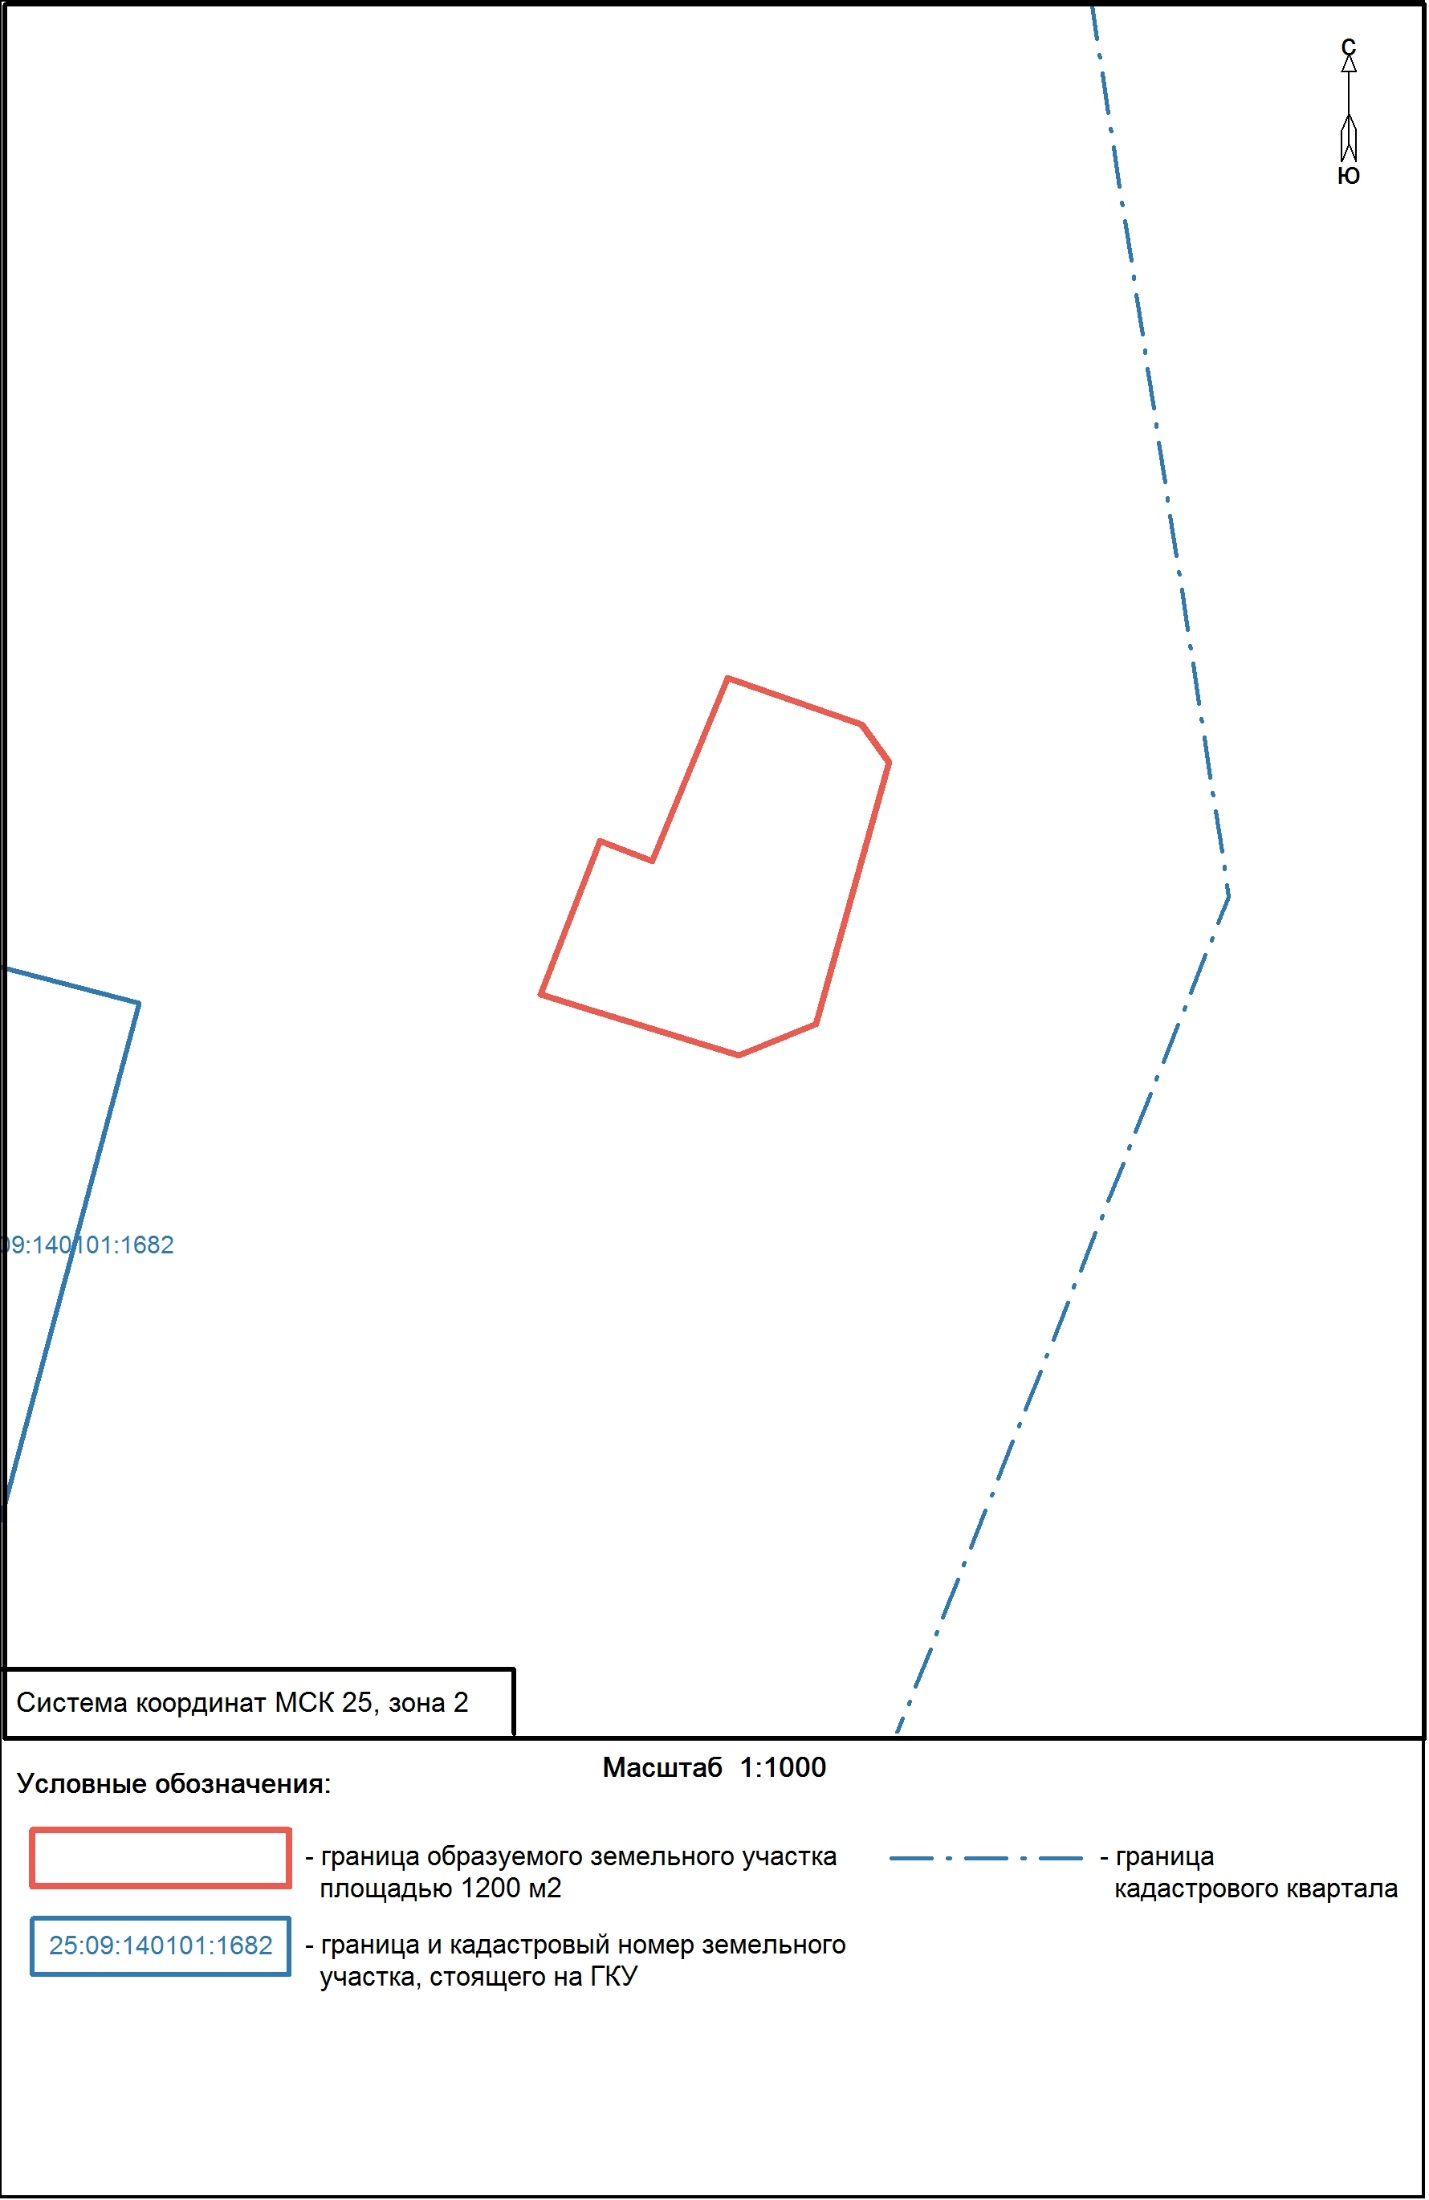 С
Ю
09:140101:1682
Система координат МСК 25, зона 2
Масштаб 1:1000
Условные обозначения:
- граница образуемого земельного участка
площадью 1200 м2
- граница
кадастрового квартала
25:09:140101:1682
- граница и кадастровый номер земельного
участка, стоящего на ГКУ